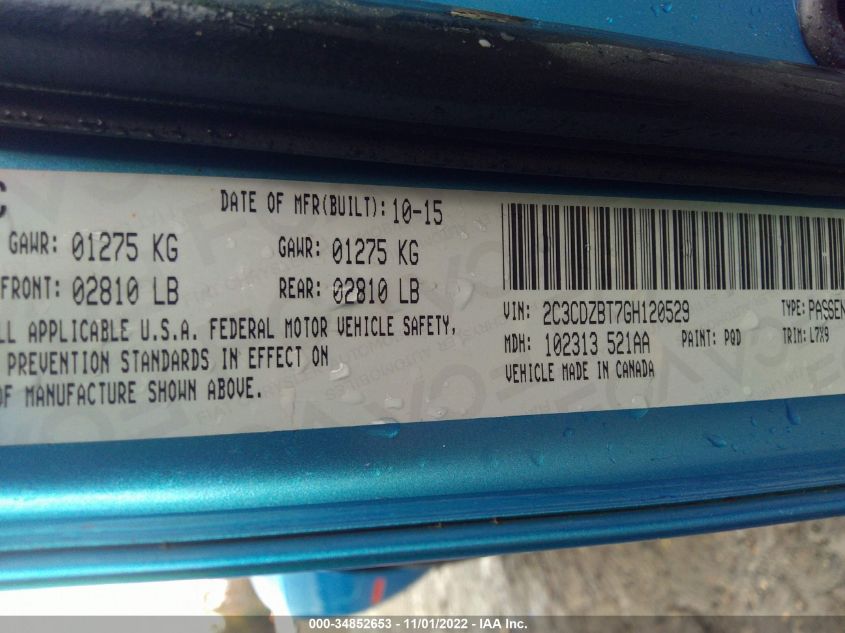 C
DATE OF MFR(BUILT): 10-15
GAWR: 01275 KG GAWR: 01275 KG
FRONT: 02810 LB REAR: 02810 LB
LL APPLICABLE U.S.A. FEDERAL MOTOR VEHICLE SAFETY,
PREVENTION STANDARDS IN EFFECT ON
OF MANUFACTURE SHOWN ABOVE.
VIN: 2C3CDZBT7GH120529 TYPE: PASSEN
MDH: 102313 521AA PAINT: PQD TRIM: L7X9
VEHICLE MADE IN CANADA
000-34852653 - 11/01/2022 - IAA Inc.